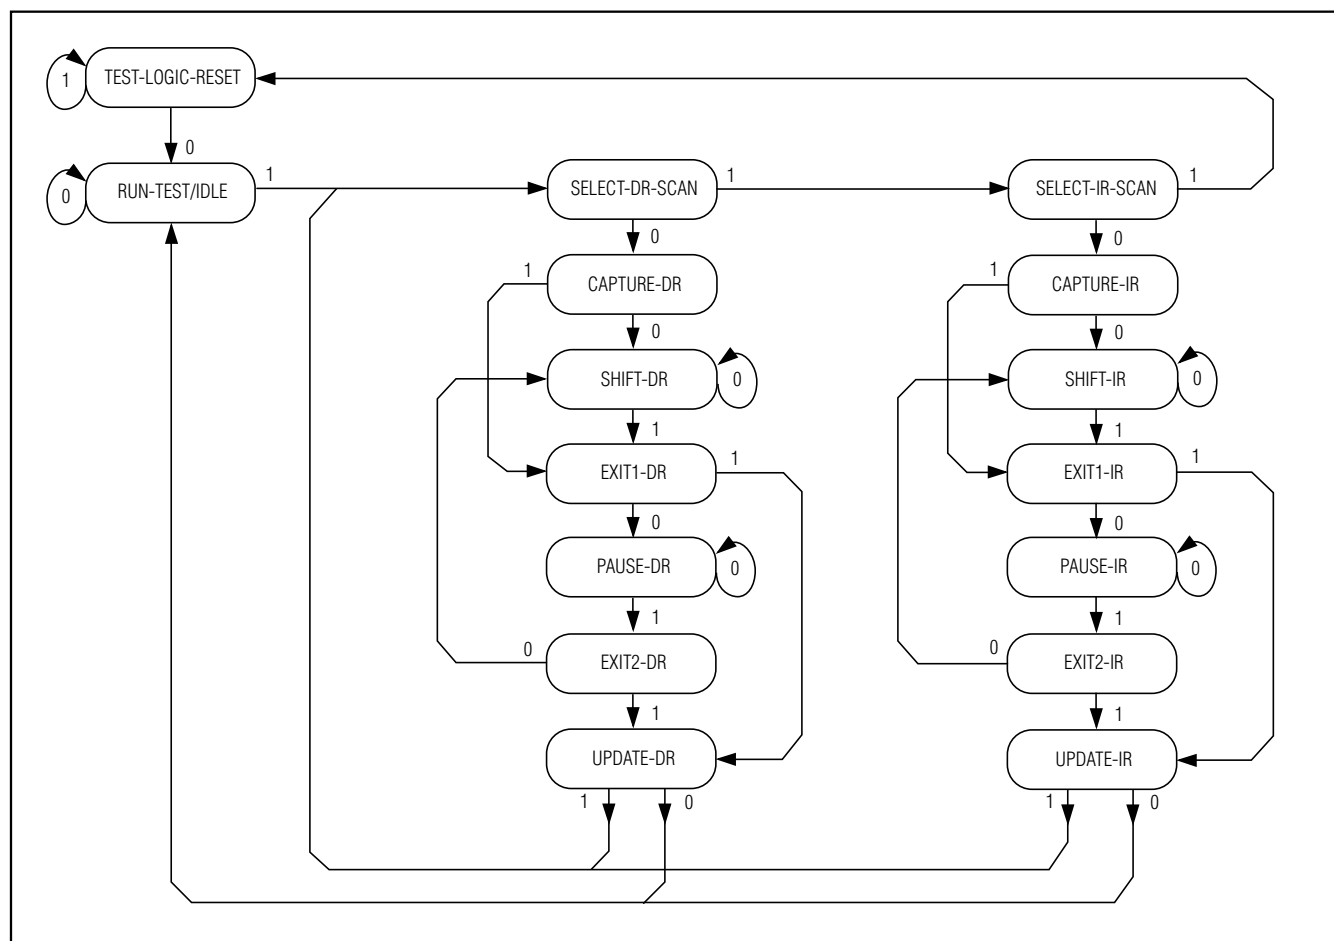 TEST-LOGIC-RESET
1
0
RUN-TEST/IDLE
0
1
SELECT-DR-SCAN
1
0
CAPTURE-DR
1
0
SHIFT-DR
0
1
EXIT1-DR
1
0
PAUSE-DR
0
1
EXIT2-DR
0
1
UPDATE-DR
1
0
SELECT-IR-SCAN
1
0
CAPTURE-IR
1
0
SHIFT-IR
0
1
EXIT1-IR
1
0
PAUSE-IR
0
1
EXIT2-IR
0
1
UPDATE-IR
1
0